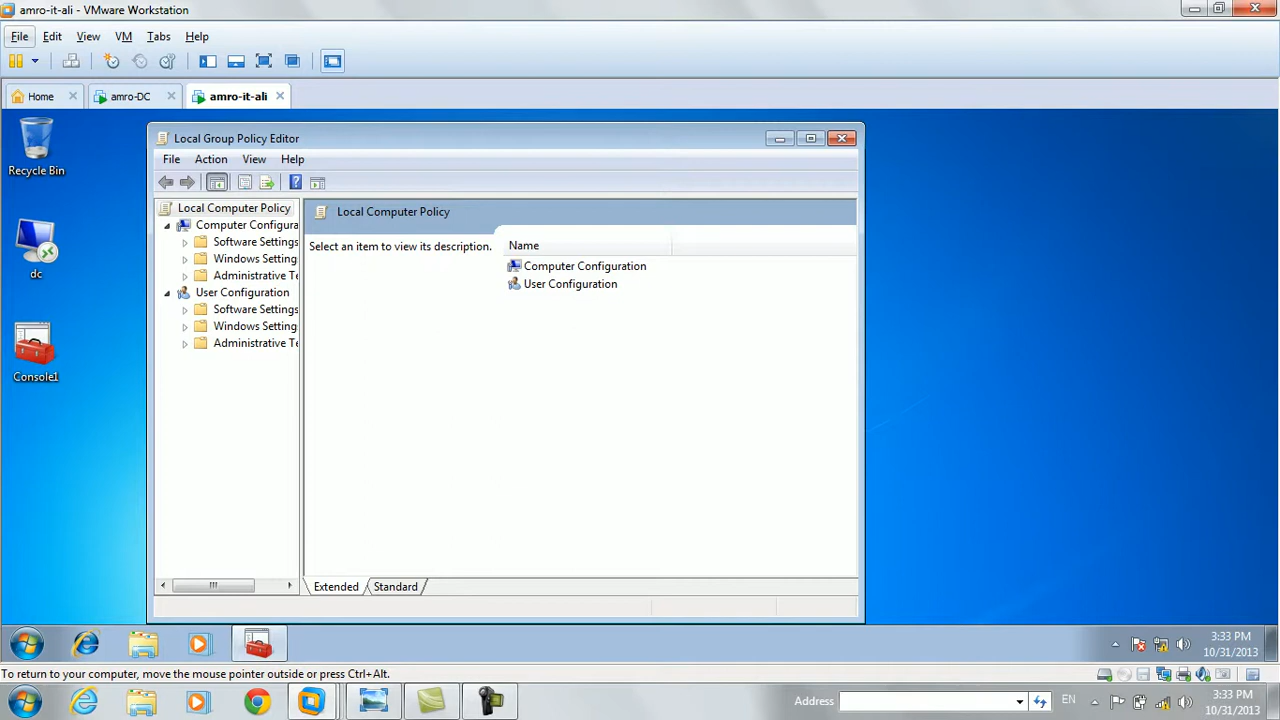 amro-it-ali - VMware Workstation
File Edit View VM Tabs Help
Home amro-DC amro-it-ali
Recycle Bin
dc
Console1
Local Group Policy Editor
File Action View Help
Local Computer Policy
Computer Configura
Software Settings
Windows Setting
Administrative Te
User Configuration
Software Settings
Windows Setting
Administrative Te
Local Computer Policy
Select an item to view its description.
Name
Computer Configuration
User Configuration
Extended Standard
3:33 PM
10/31/2013
To return to your computer, move the mouse pointer outside or press Ctrl+Alt.
Address
EN
3:33 PM
10/31/2013